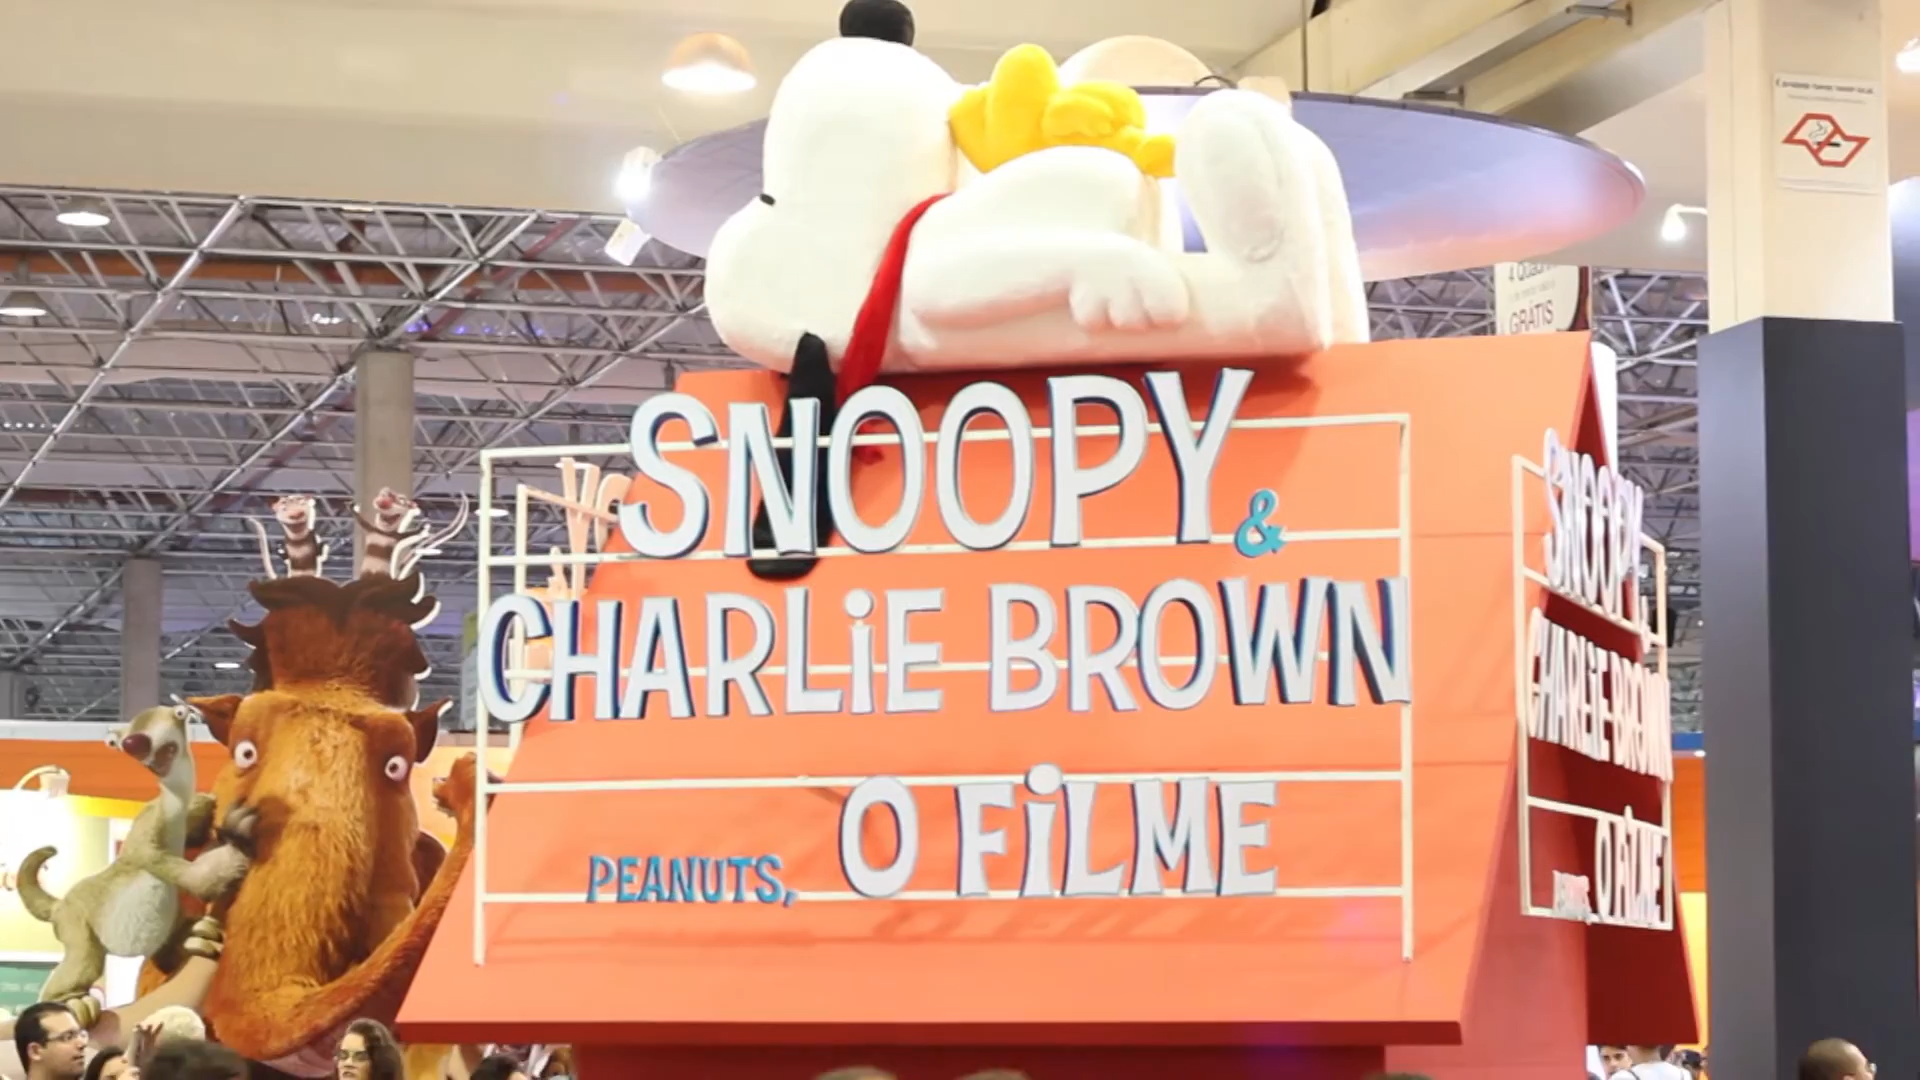 SNOOPY &
CHARLiE BROWN
PEANUTS, O FiLME
SNOOPY
CHARLiE BROWN
O FiLME
GRÁTIS